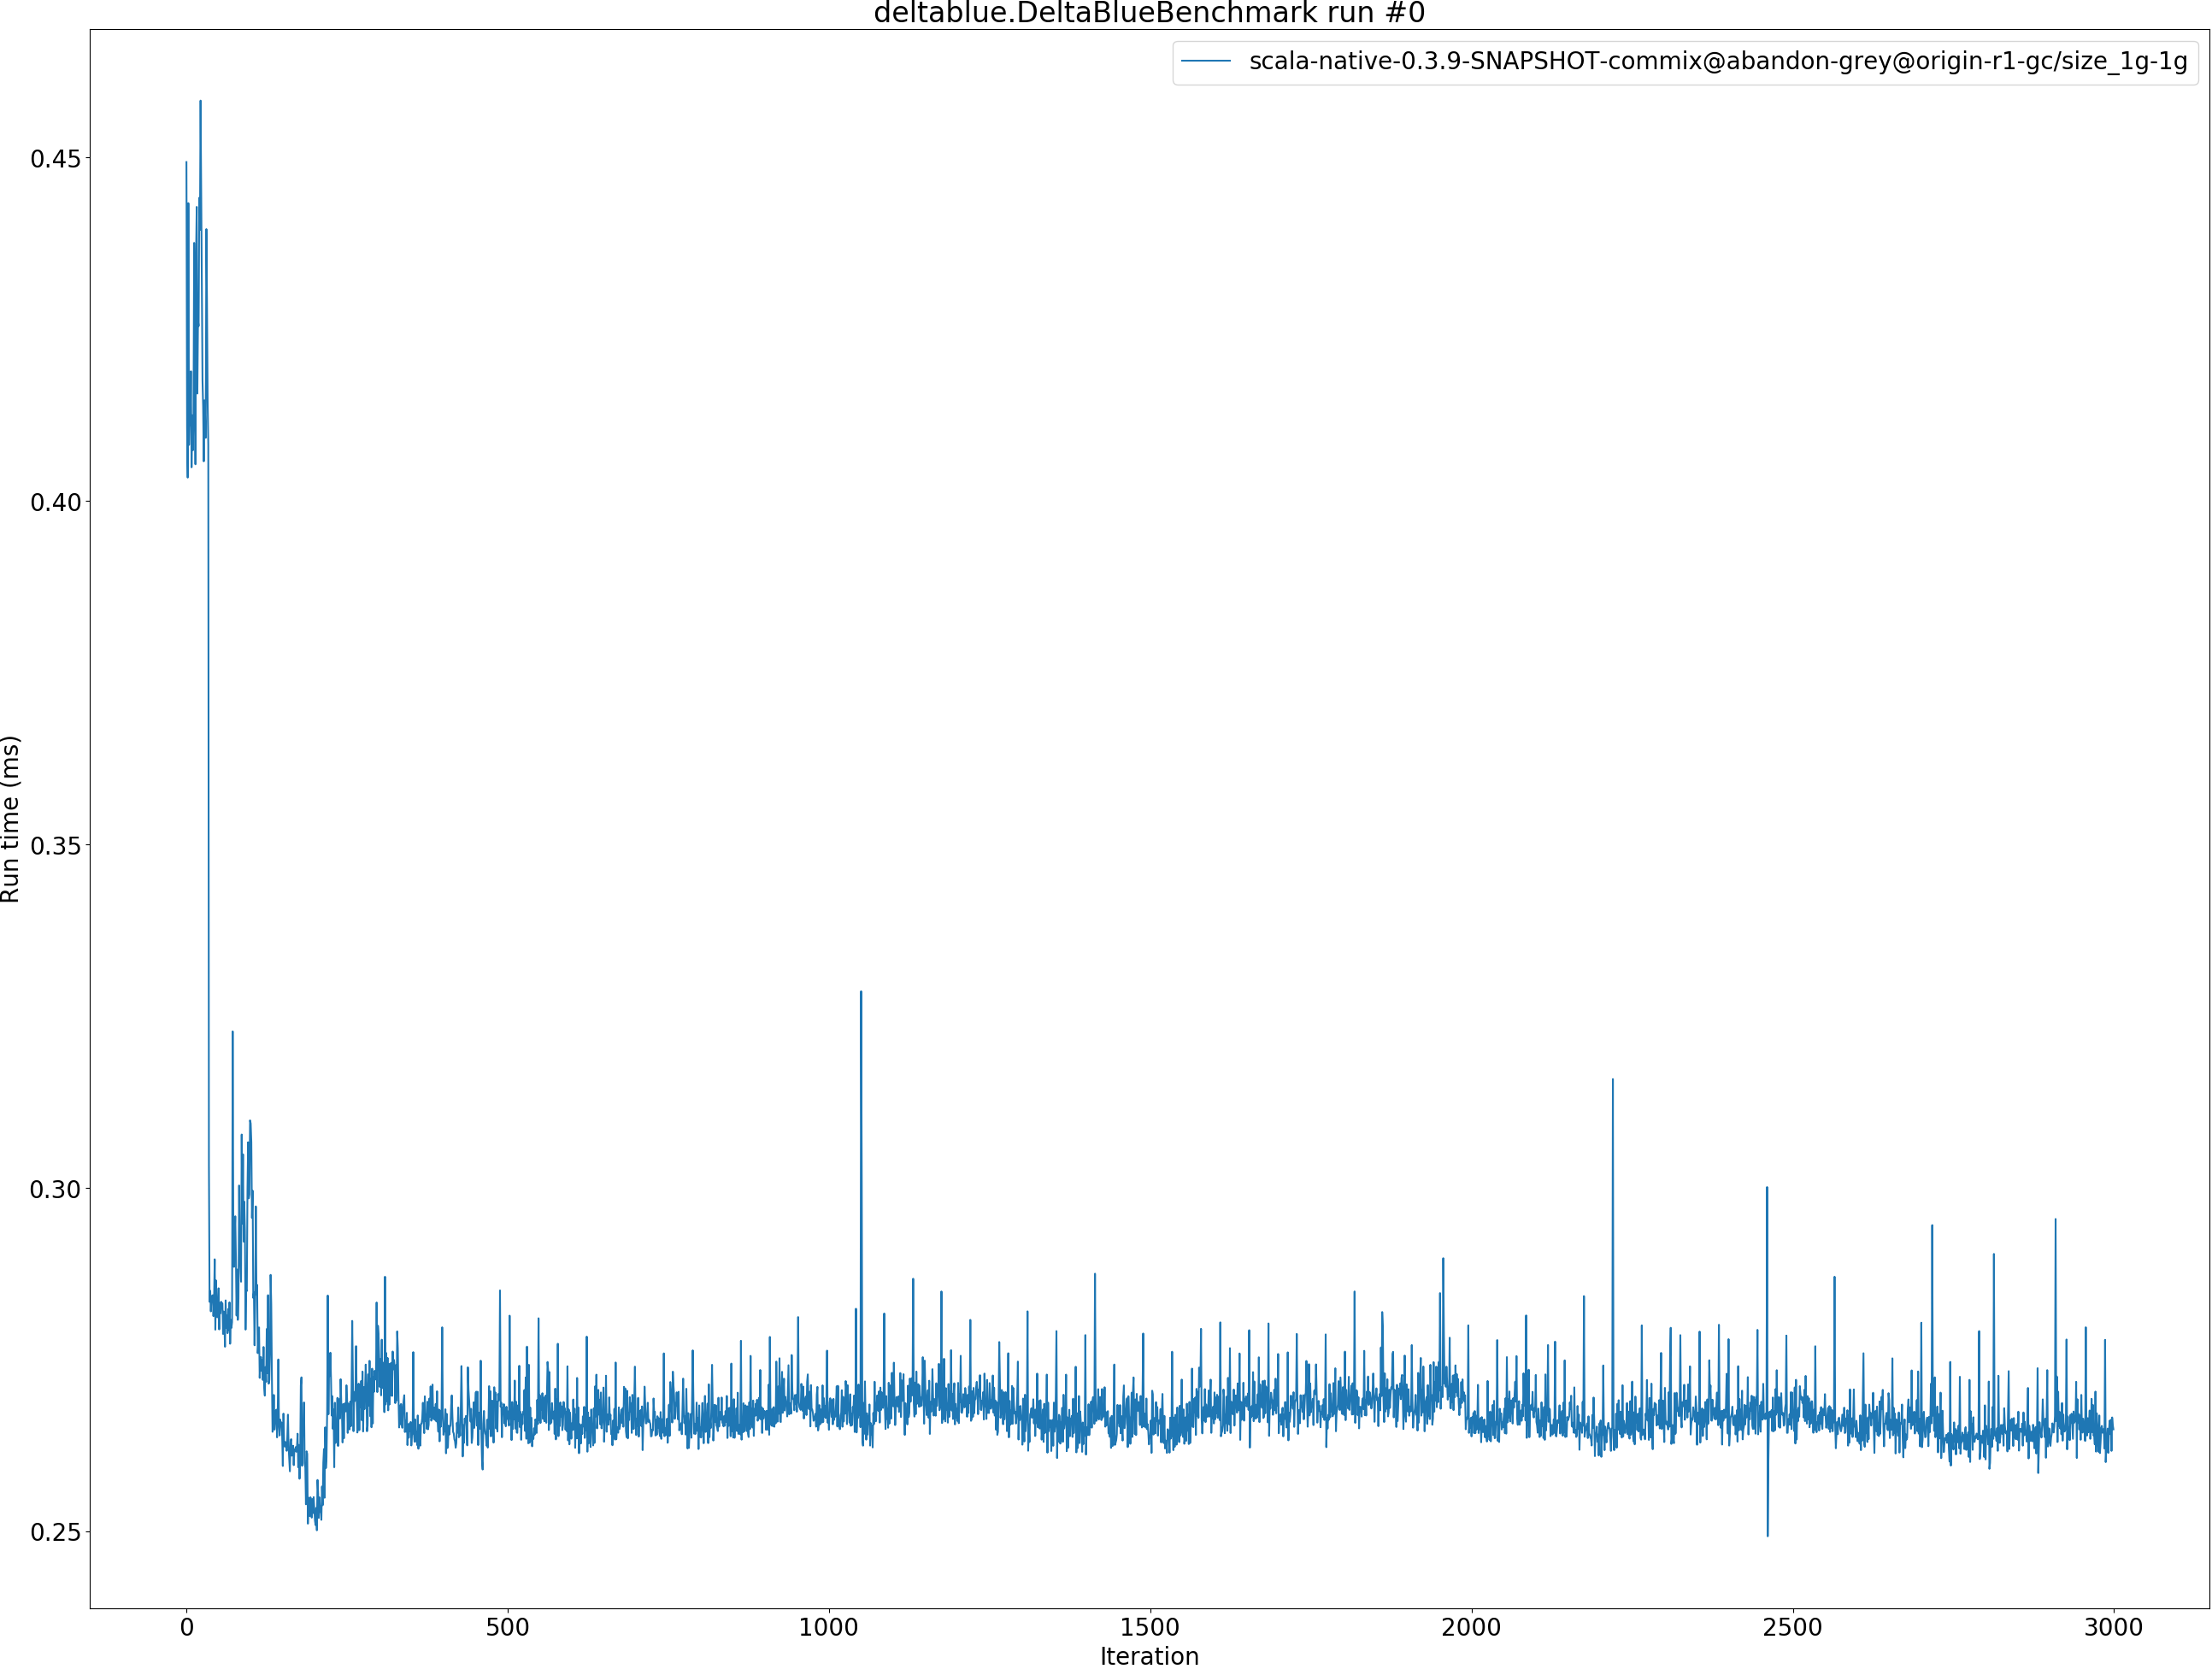 deltablue.DeltaBlueBenchmark run #0
scala-native-0.3.9-SNAPSHOT-commix@abandon-grey@origin-r1-gc/size_1g-1g
0.45
0.40
0.35
0.30
0.25
Run time (ms)
0 500 1000 1500 2000 2500 3000
Iteration